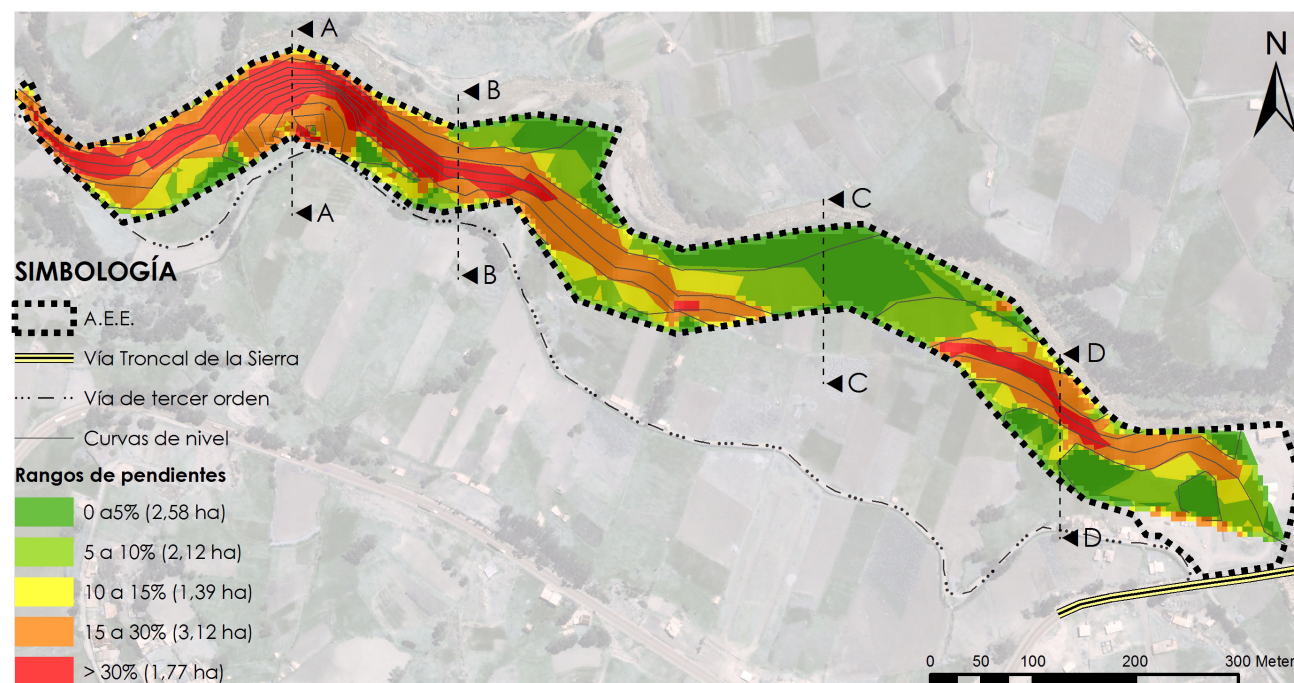 A
B
N
C
A
SIMBOLOGÍA
B
A.E.E.
D
Vía Troncal de la Sierra
C
Vía de tercer orden
Curvas de nivel
Rangos de pendientes
0 a5% (2,58 ha)
5 a 10% (2,12 ha)
D
10 a 15% (1,39 ha)
15 a 30% (3,12 ha)
> 30% (1,77 ha)
0 50 100 200 300 Meter